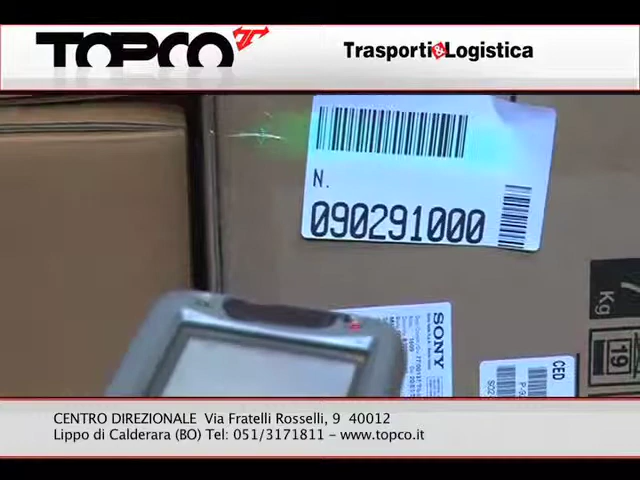 TOPCO
Trasporti&Logistica
N.
090291000
SONY
CED
Kg
19
CENTRO DIREZIONALE Via Fratelli Rosselli, 9 40012
Lippo di Calderara (BO) Tel: 051/3171811 - www.topco.it